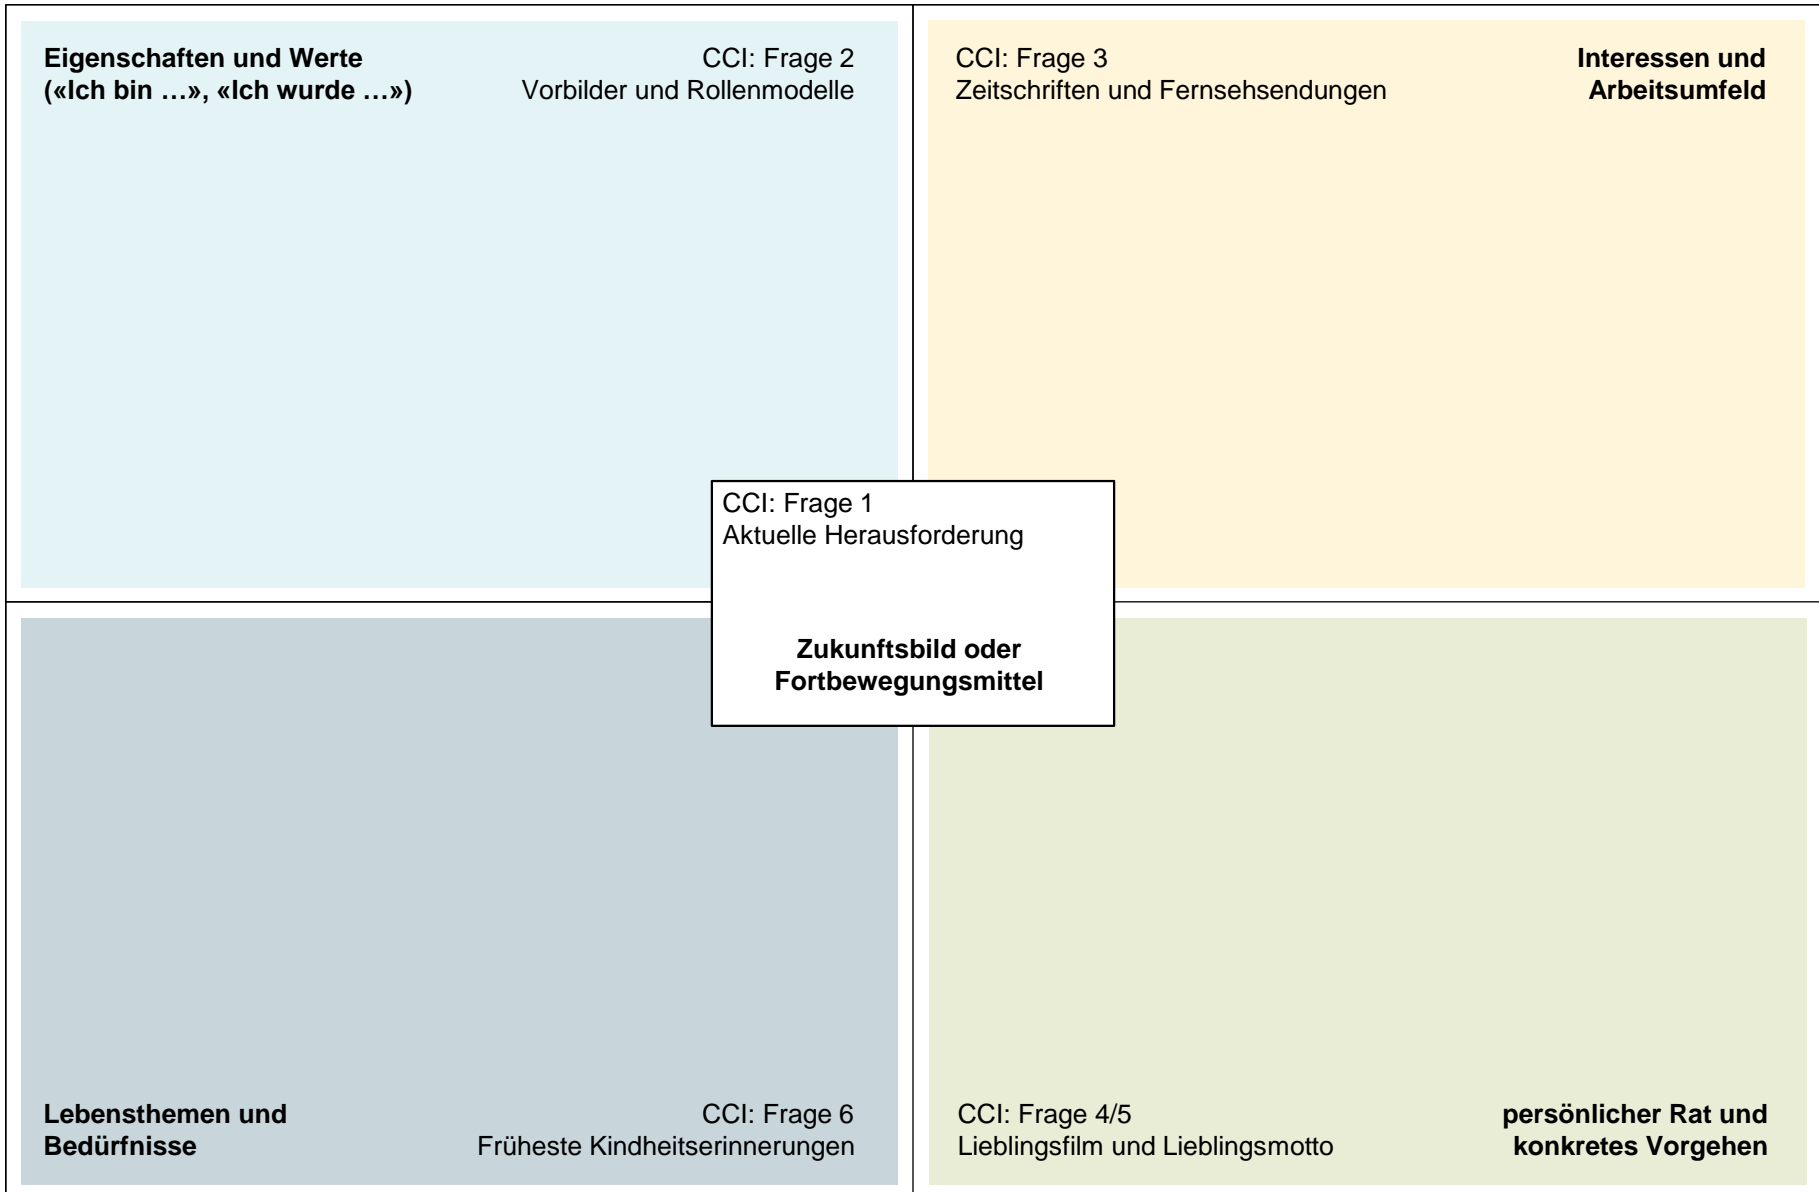 Eigenschaften und Werte
(«Ich bin …», «Ich wurde …»)
CCI: Frage 2
Vorbilder und Rollenmodelle
CCI: Frage 3
Zeitschriften und Fernsehsendungen
Interessen und
Arbeitsumfeld
CCI: Frage 1
Aktuelle Herausforderung
Zukunftsbild oder
Fortbewegungsmittel
Lebensthemen und
Bedürfnisse
CCI: Frage 6
Früheste Kindheitserinnerungen
CCI: Frage 4/5
Lieblingsfilm und Lieblingsmotto
persönlicher Rat und
konkretes Vorgehen